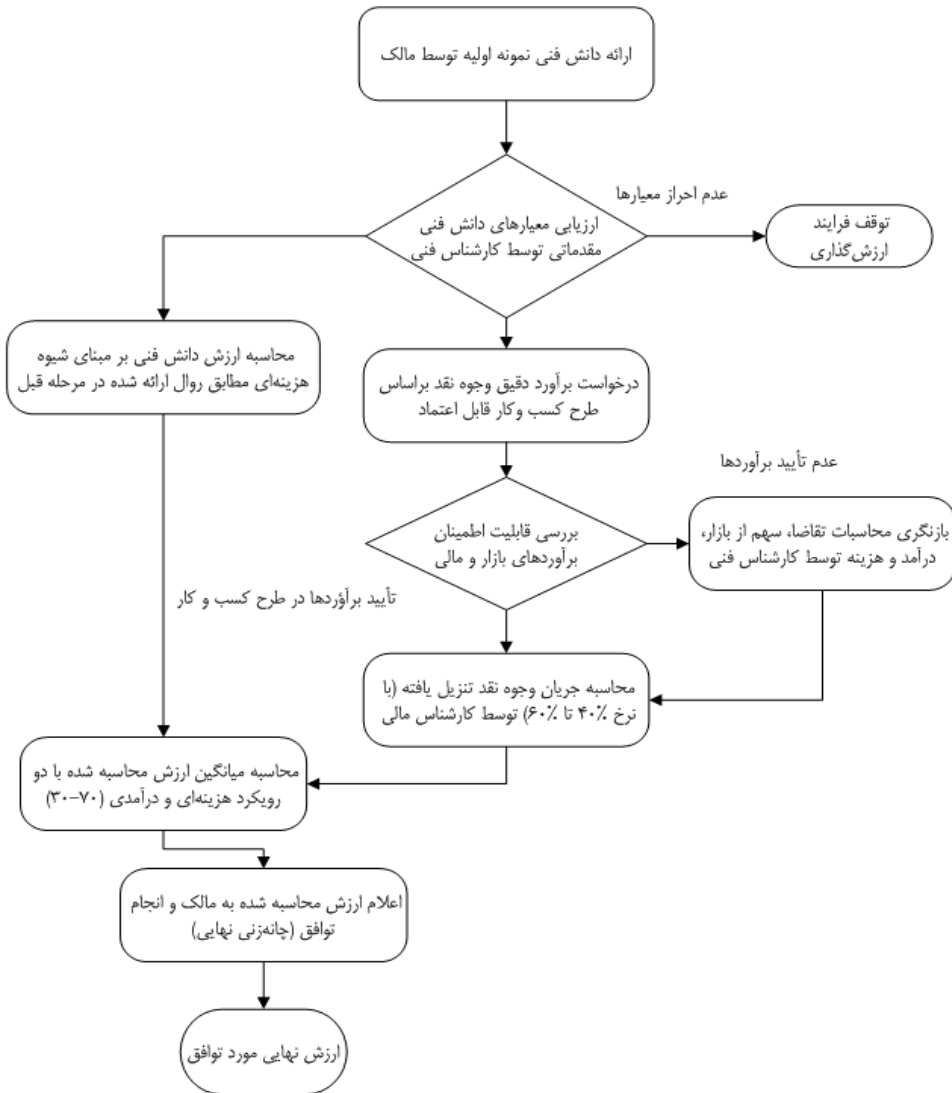 ارائه دانش فنی نمونه اولیه توسط مالک
عدم احراز معیارها
ارزیابی معیارهای دانش فنی
مقدماتی توسط کارشناس فنی
توقف فرایند
ارزش‌گذاری
محاسبه ارزش دانش فنی بر مبنای شیوه
هزینه‌ای مطابق روال ارائه شده در مرحله قبل
درخواست برآورد دقیق وجوه نقد براساس
طرح کسب وکار قابل اعتماد
عدم تأیید برآوردها
بررسی قابلیت اطمینان
برآوردهای بازار و مالی
بازنگری محاسبات تقاضا، سهم از بازار،
درآمد و هزینه توسط کارشناس فنی
تأیید برآؤردها در طرح کسب و کار
محاسبه جریان وجوه نقد تنزیل یافته (با
نرخ ۴۰٪ تا ۶۰٪) توسط کارشناس مالی
محاسبه میانگین ارزش محاسبه شده با دو
رویکرد هزینه‌ای و درآمدی (۷۰–۳۰)
اعلام ارزش محاسبه شده به مالک و انجام
توافق (چانه‌زنی نهایی)
ارزش نهایی مورد توافق